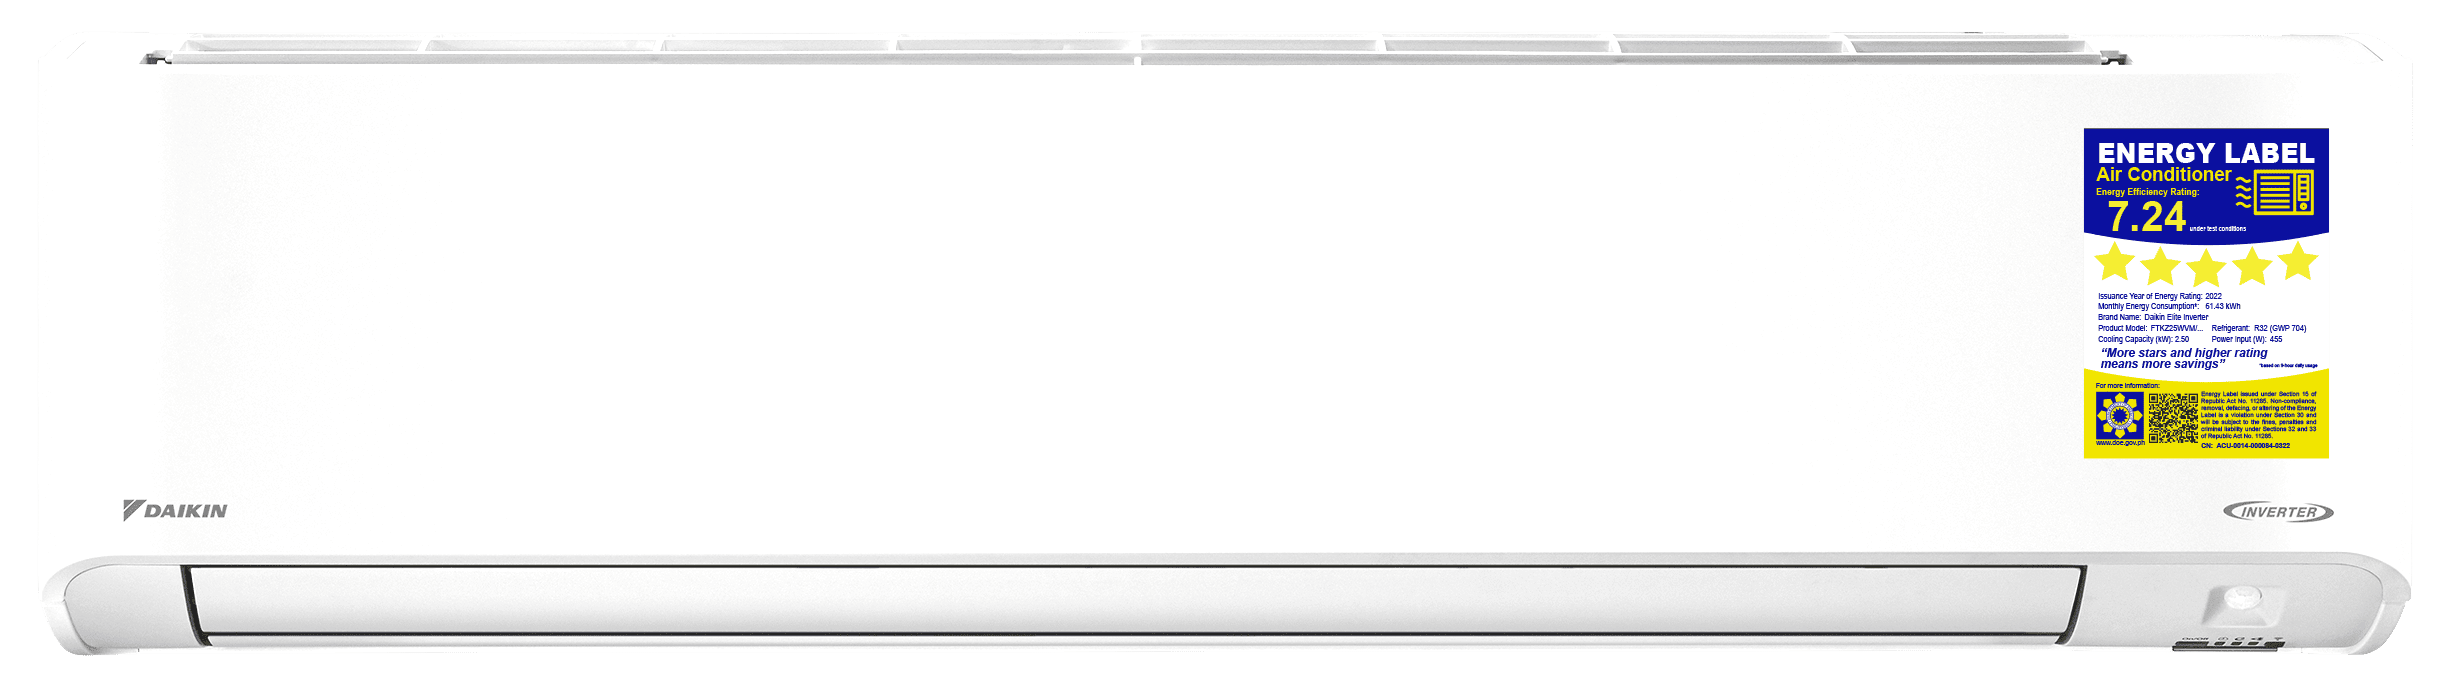 ENERGY LABEL
Air Conditioner
Energy Efficiency Rating:
7.24 under test conditions
Issuance Year of Energy Rating: 2022
Monthly Energy Consumption*: 61.43 kWh
Brand Name: Daikin Elite Inverter
Product Model: FTKZ25WVM/... Refrigerant: R32 (GWP 704)
Cooling Capacity (kW): 2.50 Power Input (W): 455
“More stars and higher rating
means more savings”
*based on 9-hour daily usage
For more information:
www.doe.gov.ph
Energy Label issued under Section 15 of
Republic Act No. 11285. Non-compliance,
removal, defacing, or altering of the Energy
Label is a violation under Section 30 and
will be subject to the fines, penalties and
criminal liability under Sections 32 and 33
of Republic Act No. 11285.
CN: ACU-0014-000084-0322
DAIKIN
INVERTER
On/Off